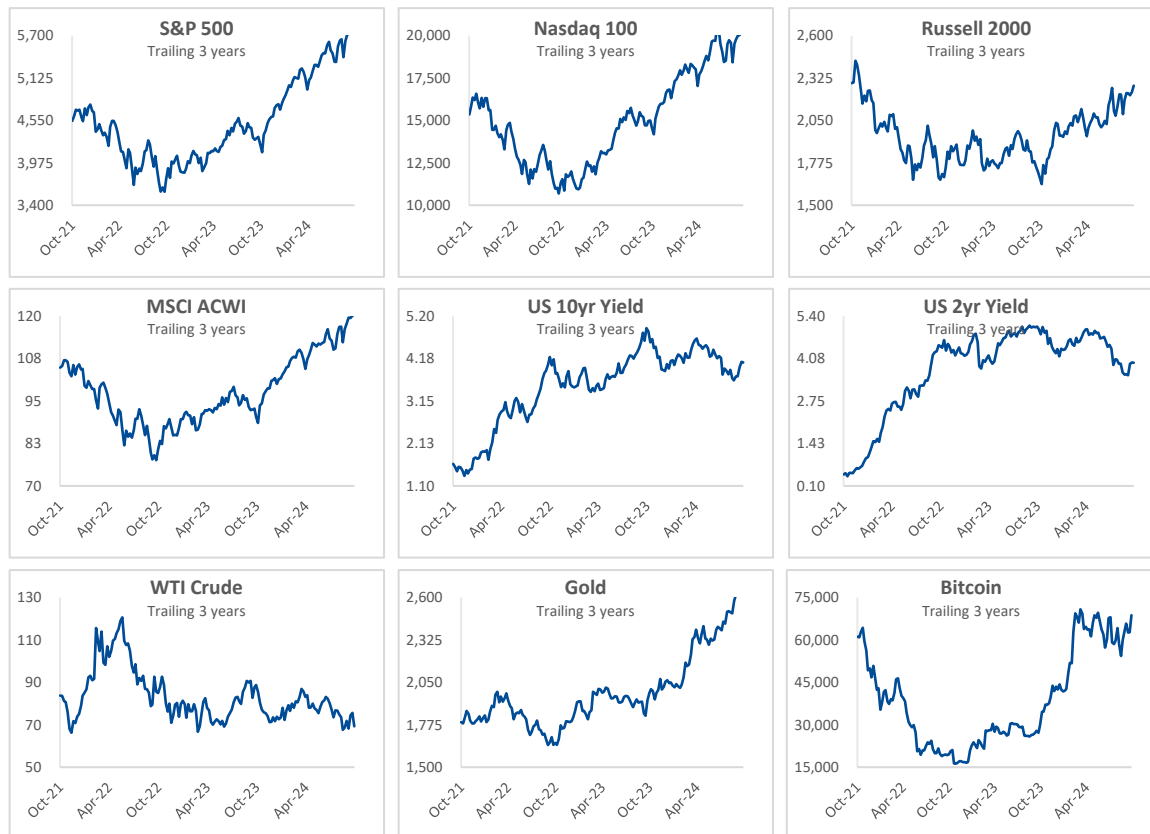 S&P 500
Trailing 3 years
5,700
5,125
4,550
3,975
3,400
Oct-21
Apr-22
Oct-22
Apr-23
Oct-23
Apr-24
Nasdaq 100
Trailing 3 years
20,000
17,500
15,000
12,500
10,000
Oct-21
Apr-22
Oct-22
Apr-23
Oct-23
Apr-24
Russell 2000
Trailing 3 years
2,600
2,325
2,050
1,775
1,500
Oct-21
Apr-22
Oct-22
Apr-23
Oct-23
Apr-24
MSCI ACWI
Trailing 3 years
120
108
95
83
70
Oct-21
Apr-22
Oct-22
Apr-23
Oct-23
Apr-24
US 10yr Yield
Trailing 3 years
5.20
4.18
3.15
2.13
1.10
Oct-21
Apr-22
Oct-22
Apr-23
Oct-23
Apr-24
US 2yr Yield
Trailing 3 years
5.40
4.08
2.75
1.43
0.10
Oct-21
Apr-22
Oct-22
Apr-23
Oct-23
Apr-24
WTI Crude
Trailing 3 years
130
110
90
70
50
Oct-21
Apr-22
Oct-22
Apr-23
Oct-23
Apr-24
Gold
Trailing 3 years
2,600
2,325
2,050
1,775
1,500
Oct-21
Apr-22
Oct-22
Apr-23
Oct-23
Apr-24
Bitcoin
Trailing 3 years
75,000
60,000
45,000
30,000
15,000
Oct-21
Apr-22
Oct-22
Apr-23
Oct-23
Apr-24